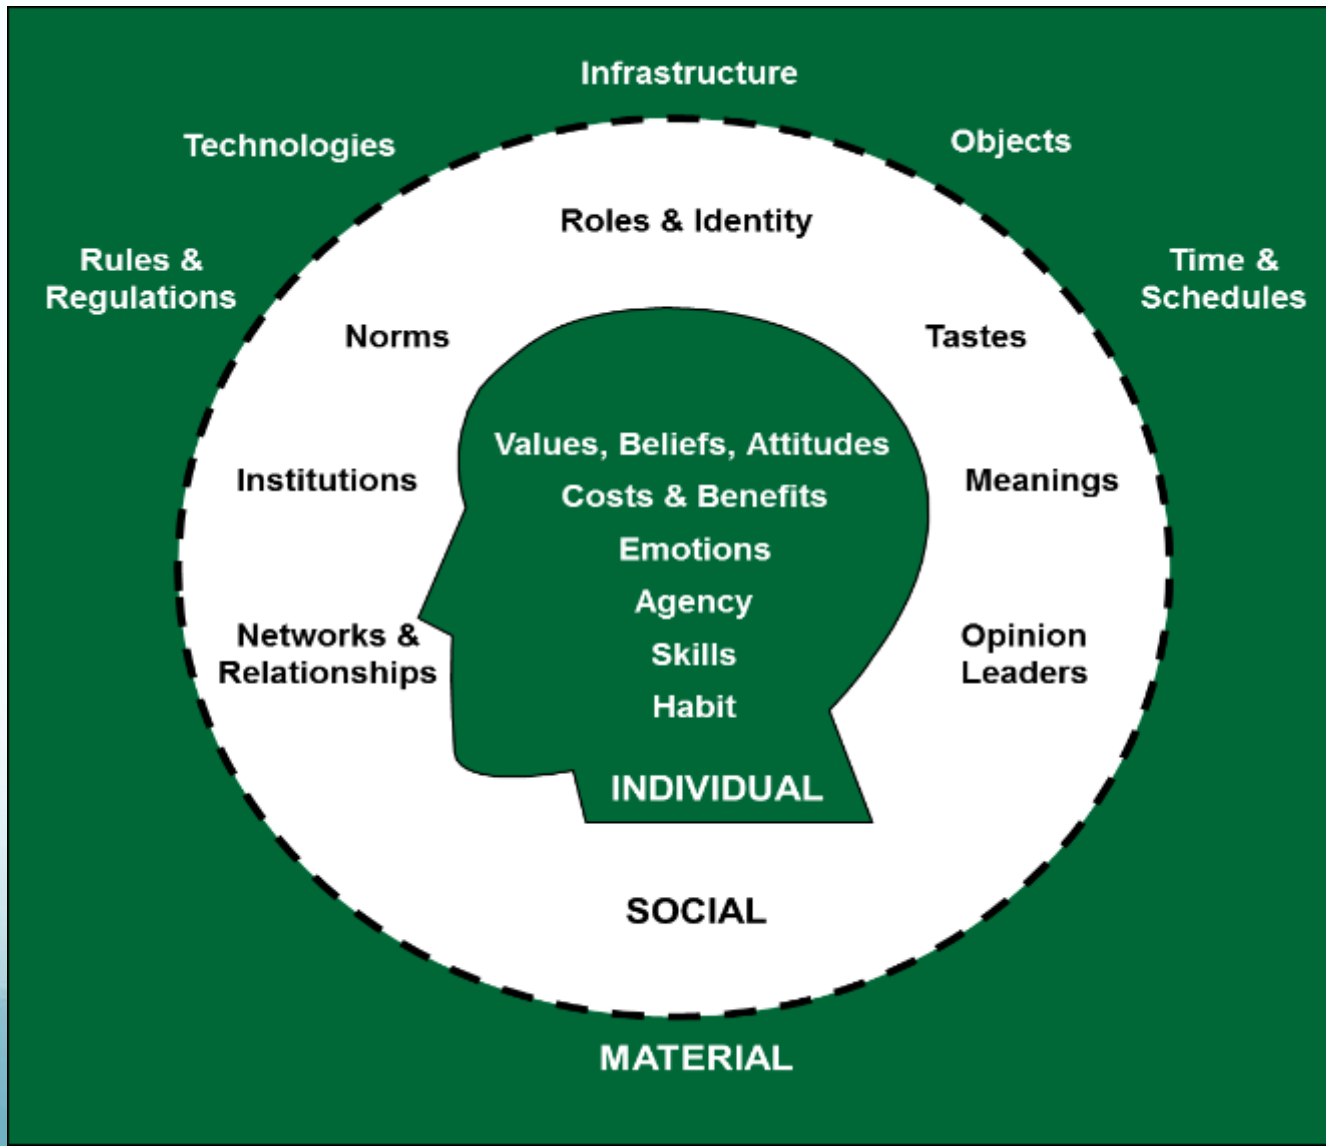 Infrastructure
Technologies
Objects
Roles & Identity
Rules &
Regulations
Time &
Schedules
Norms
Tastes
Values, Beliefs, Attitudes
Institutions
Meanings
Costs & Benefits
Emotions
Agency
Networks &
Relationships
Opinion
Leaders
Skills
Habit
INDIVIDUAL
SOCIAL
MATERIAL